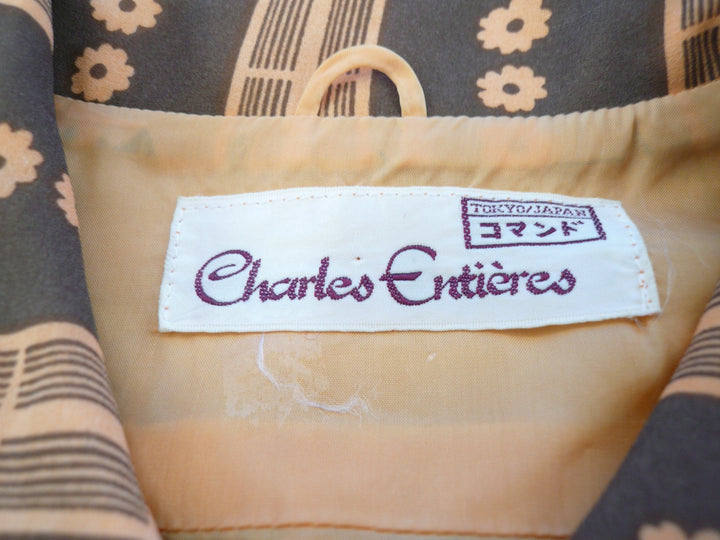 TOKYO/JAPAN
コマンド
Charles Entières